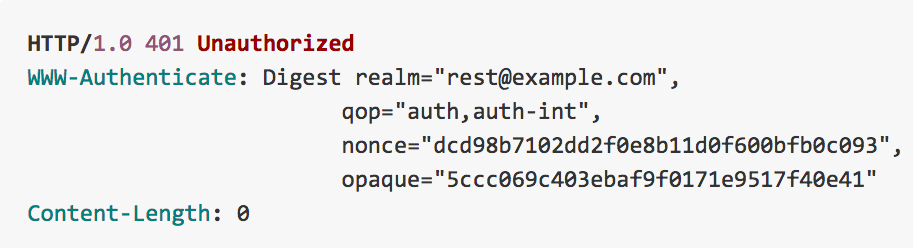 HTTP/1.0 401 Unauthorized
WWW-Authenticate: Digest realm="rest@example.com",
qop="auth,auth-int",
nonce="dcd98b7102dd2f0e8b11d0f600bfb0c093",
opaque="5ccc069c403ebaf9f0171e9517f40e41"
Content-Length: 0